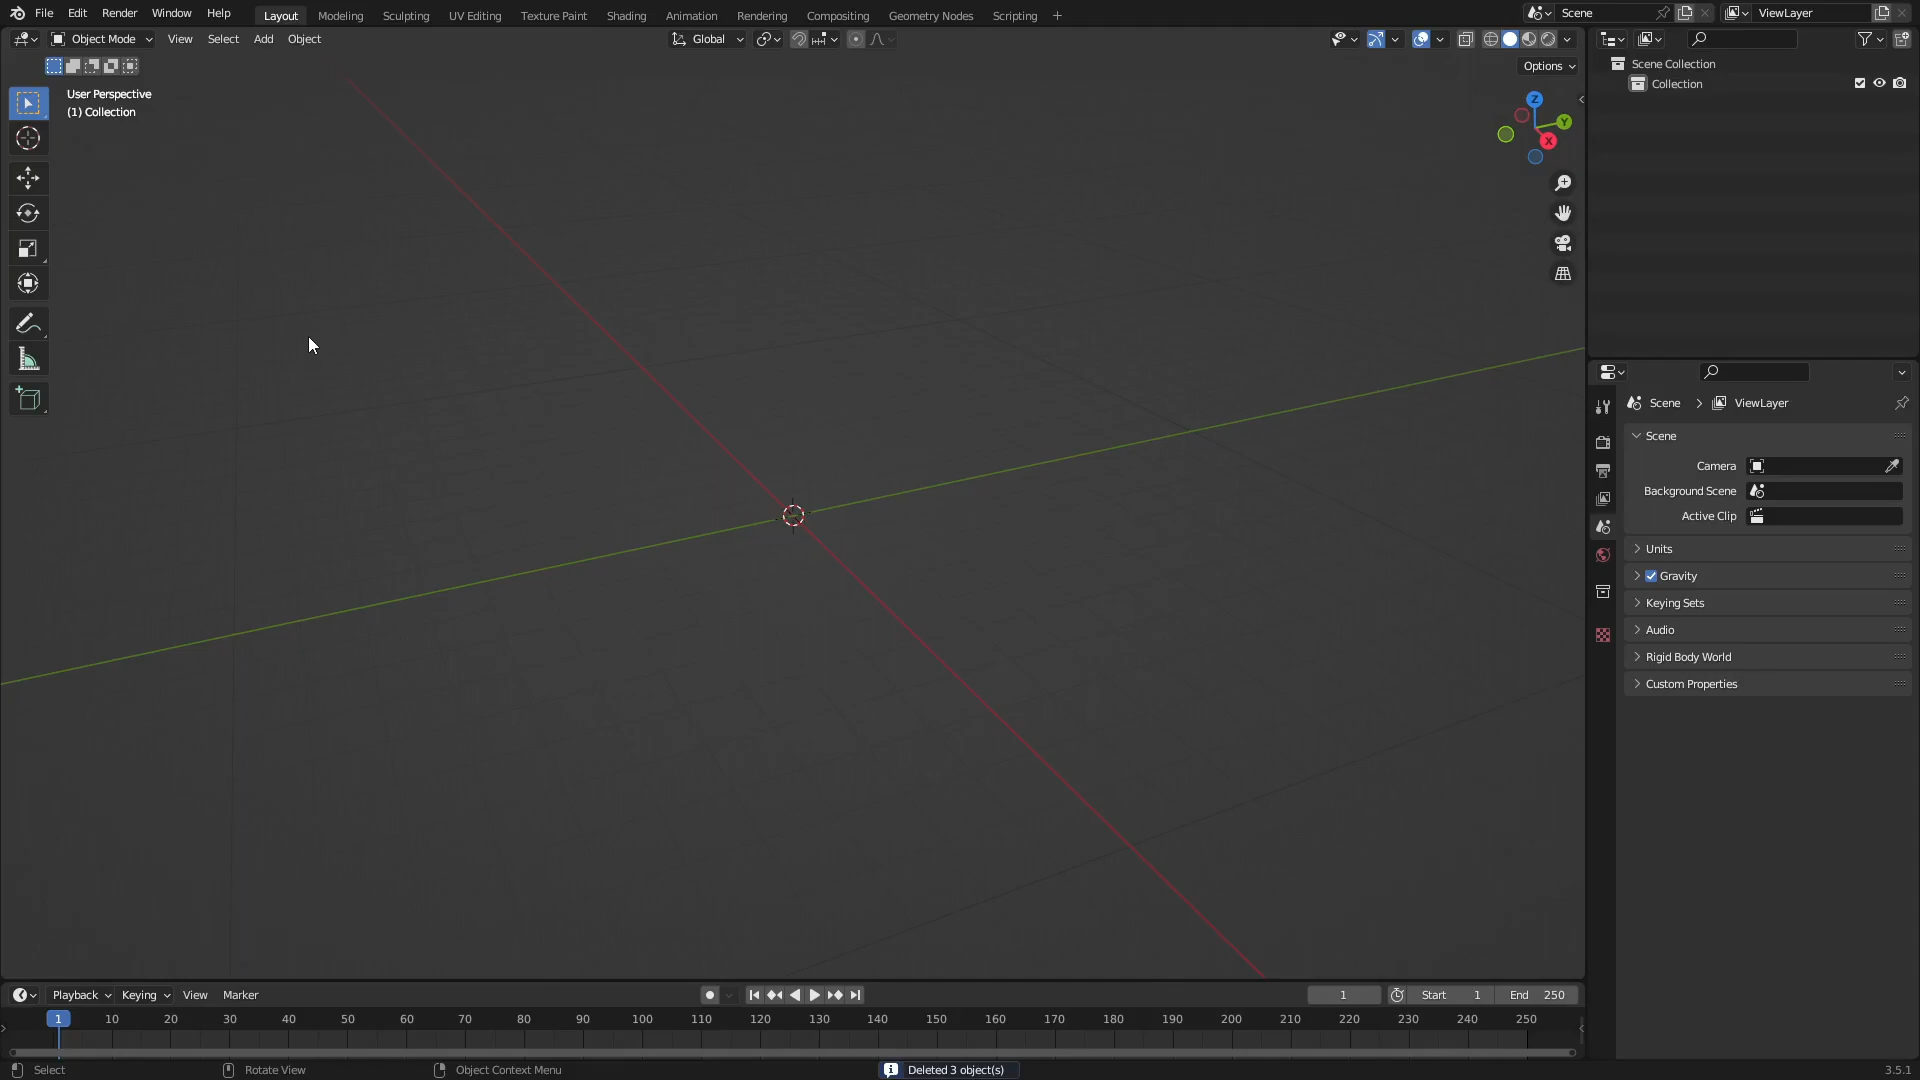 File Edit Render Window Help Layout Modeling Sculpting UV Editing Texture Paint Shading Animation Rendering Compositing Geometry Nodes Scripting + Scene ViewLayer
Object Mode View Select Add Object Global
Options
User Perspective
(1) Collection
Z
Y
X
Scene Collection
Collection
Scene > ViewLayer
Scene
Camera
Background Scene
Active Clip
Units
Gravity
Keying Sets
Audio
Rigid Body World
Custom Properties
Playback Keying View Marker 1 Start 1 End 250
1 10 20 30 40 50 60 70 80 90 100 110 120 130 140 150 160 170 180 190 200 210 220 230 240 250
Select Rotate View Object Context Menu Deleted 3 object(s) 3.5.1